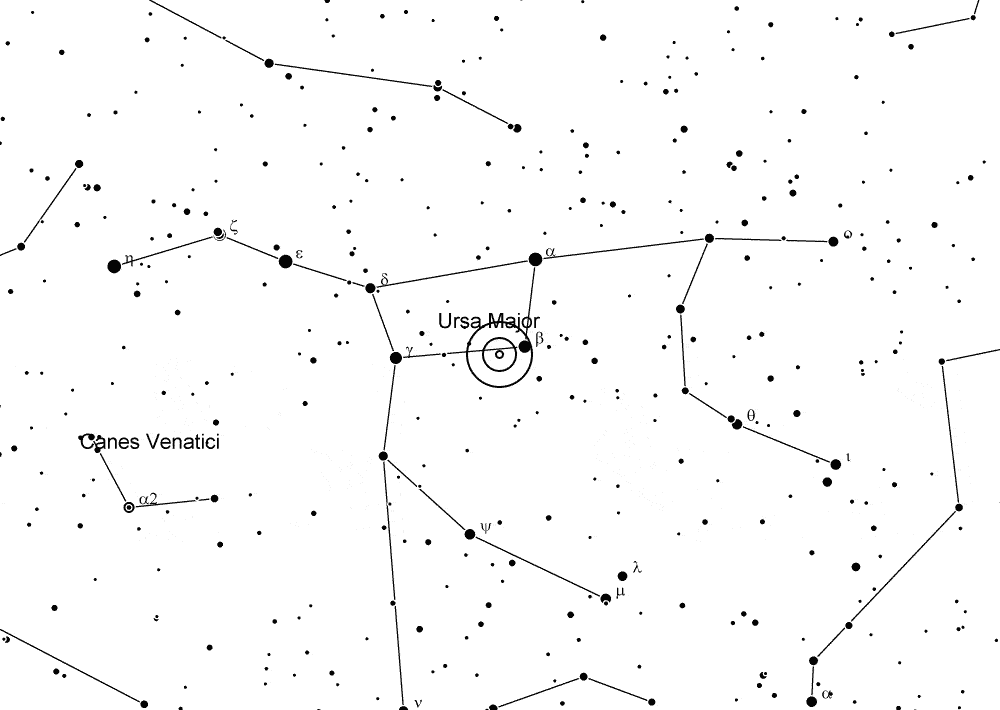 ζ
ο
α
η
ε
δ
Ursa Major
β
γ
θ
Canes Venatici
ι
α2
ψ
λ
μ
α
ν